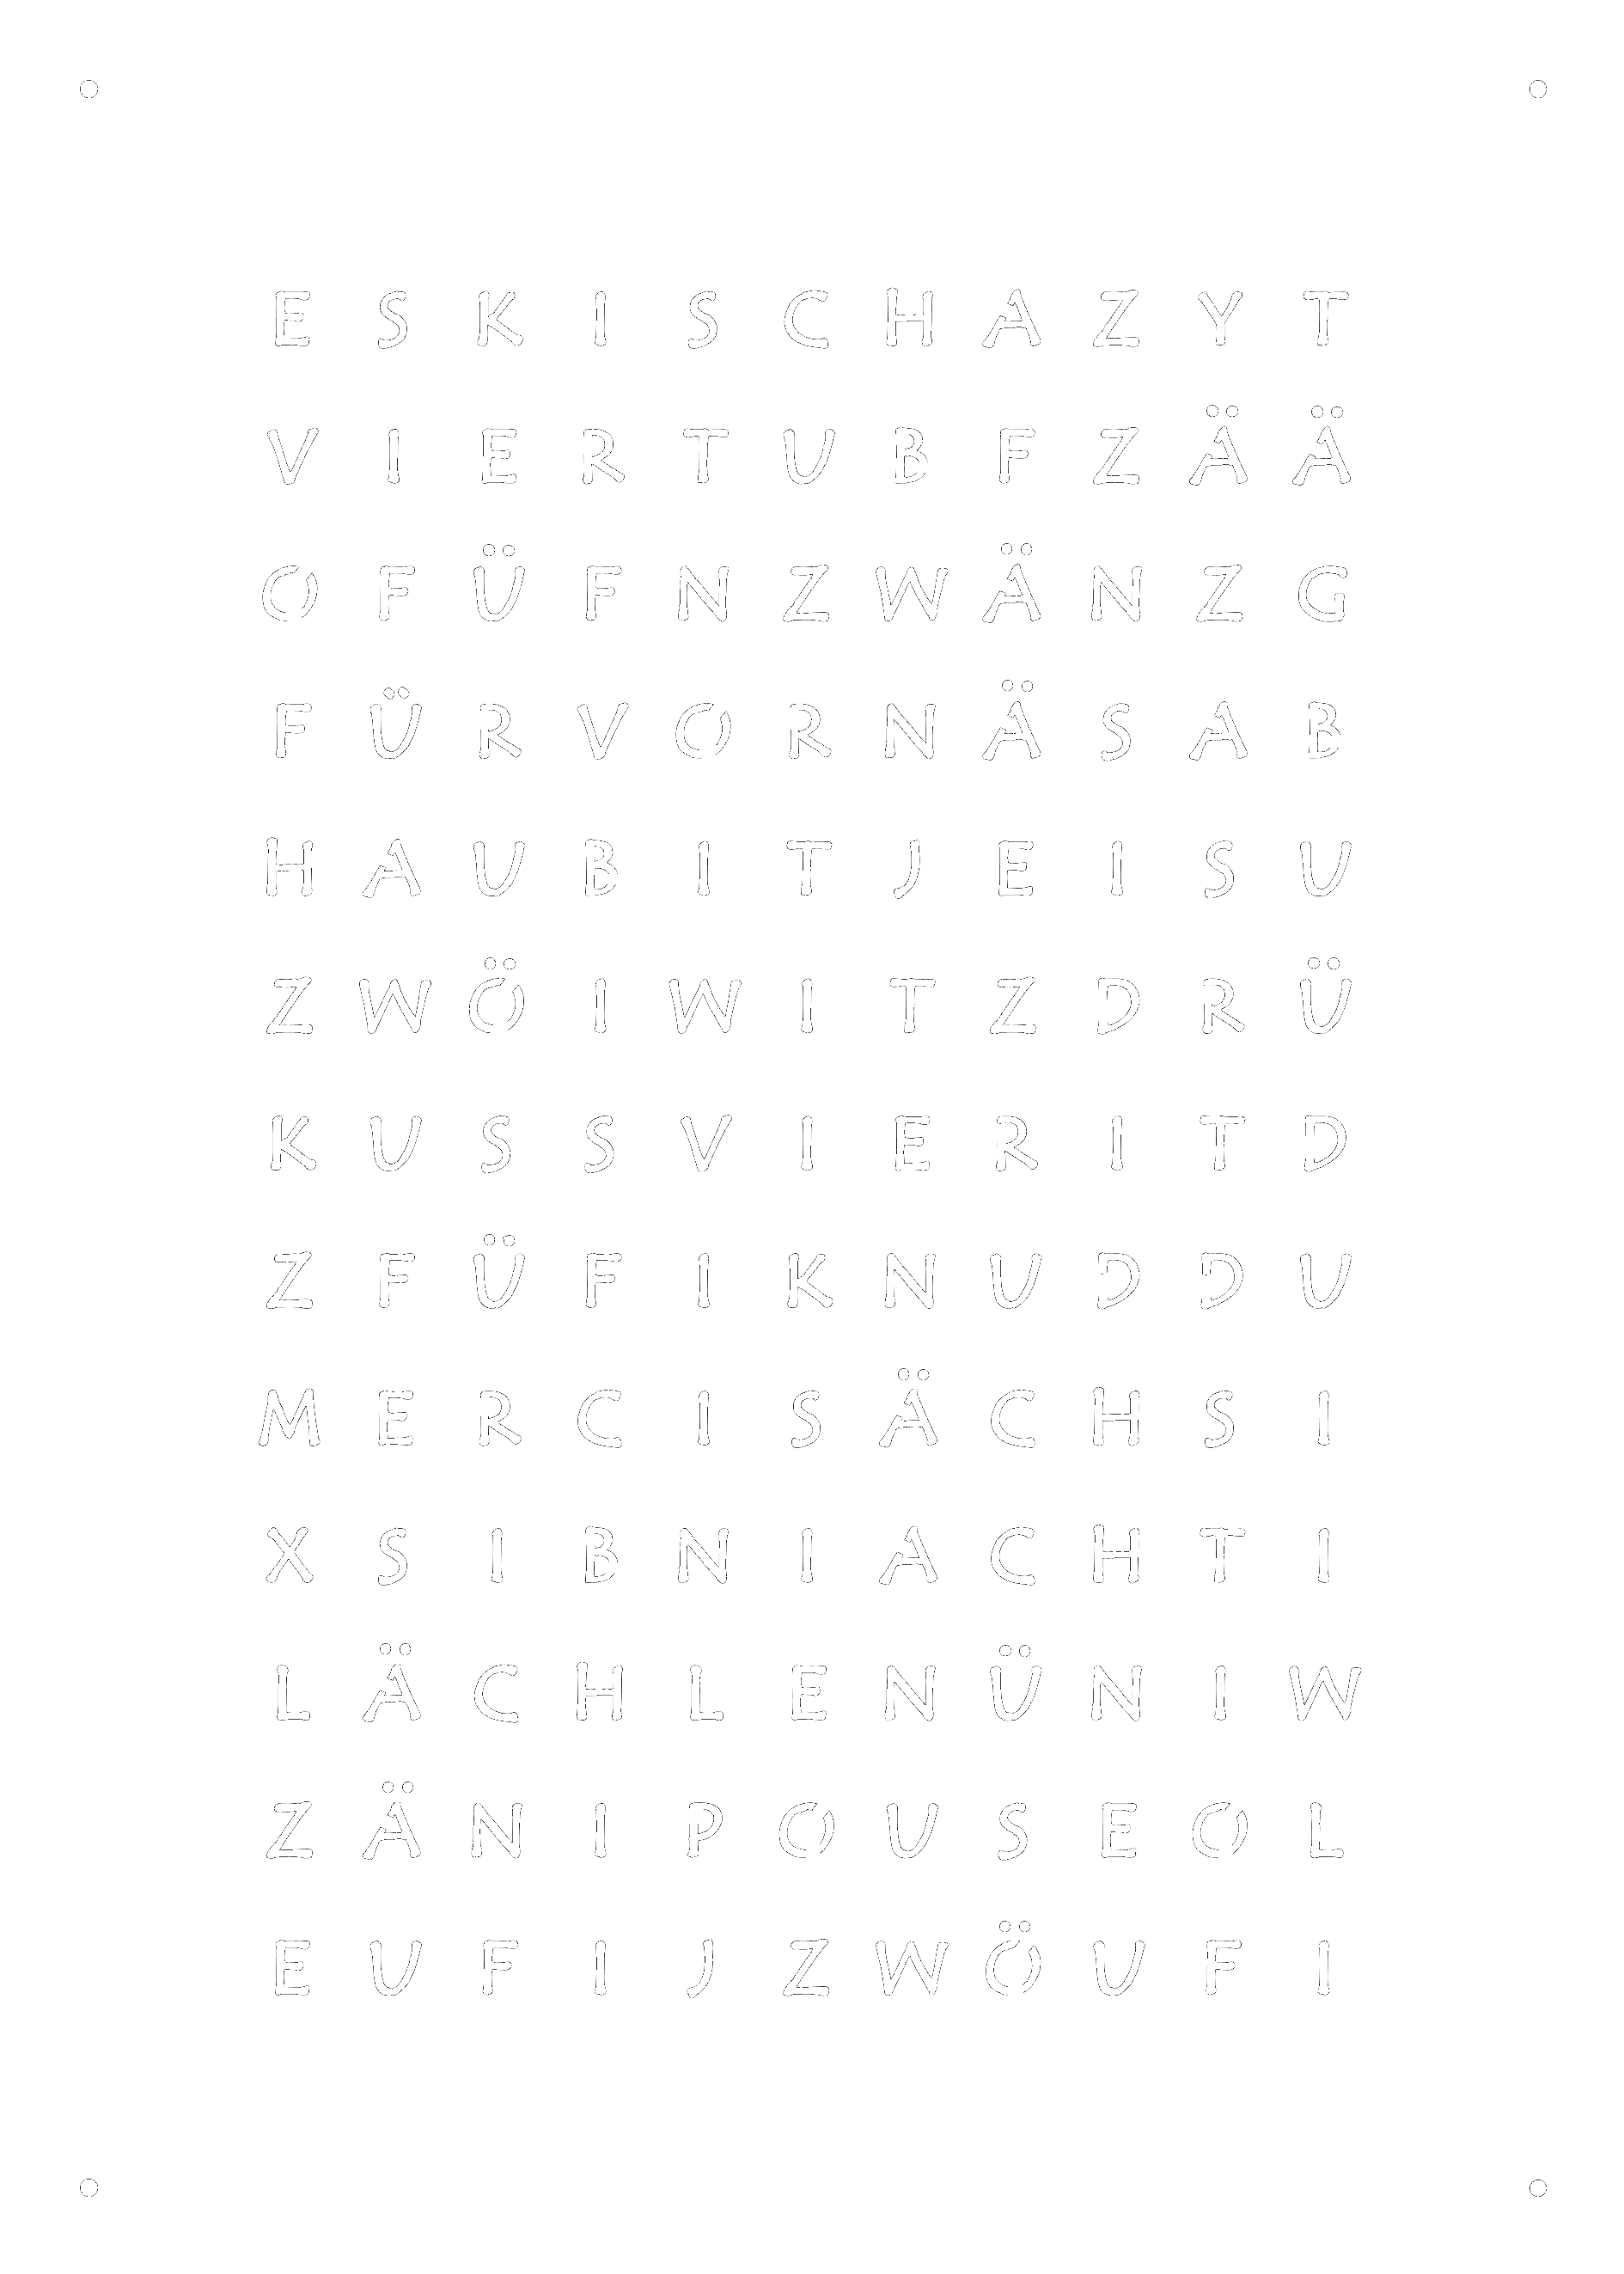 E S K I S C H A Z Y T
V I E R T U B F Z Ä Ä
O F Ü F N Z W Ä N Z G
F Ü R V O R N Ä S A B
H A U B I T J E I S U
Z W Ö I W I T Z D R Ü
K U S S V I E R I T D
Z F Ü F I K N U D D U
M E R C I S Ä C H S I
X S I B N I A C H T I
L Ä C H L E N Ü N I W
Z Ä N I P O U S E O L
E U F I J Z W Ö U F I